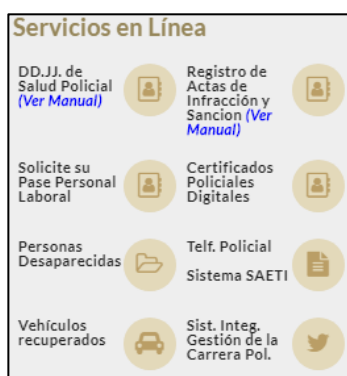 Servicios en Línea
DD.JJ. de
Salud Policial
(Ver Manual)
Registro de
Actas de
Infracción y
Sancion (Ver
Manual)
Solicite su
Pase Personal
Laboral
Certificados
Policiales
Digitales
Personas
Desaparecidas
Telf. Policial
Sistema SAETI
Vehículos
recuperados
Sist. Integ.
Gestión de la
Carrera Pol.